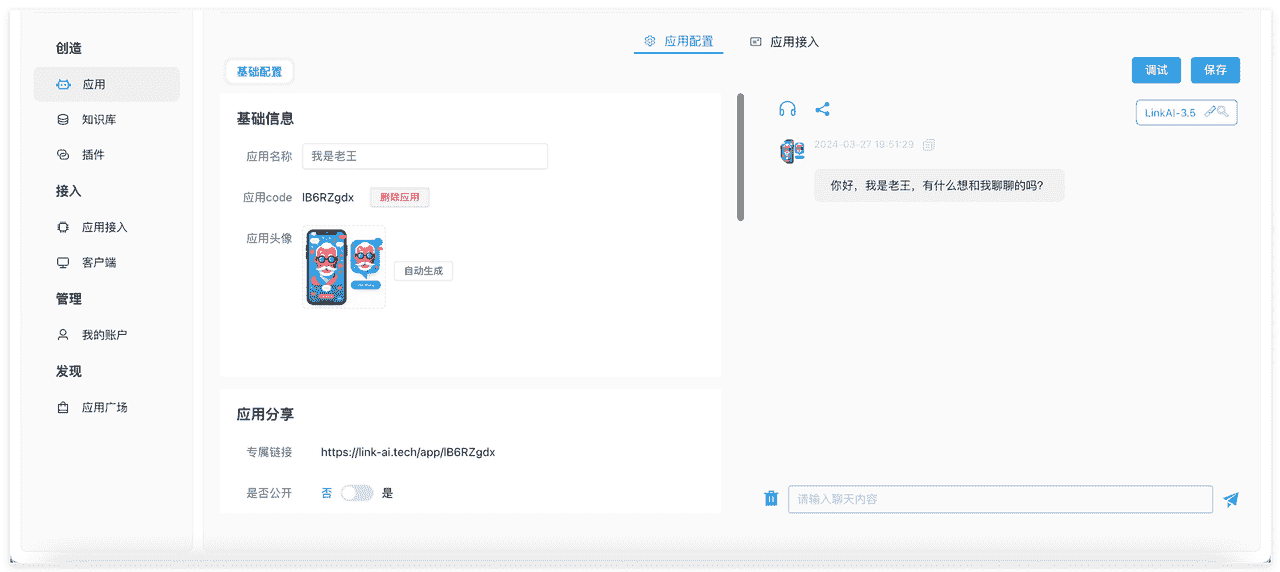 创造
应用
知识库
插件
接入
应用接入
客户端
管理
我的账户
发现
应用广场
应用配置
应用接入
基础配置
调试
保存
基础信息
应用名称 我是老王
应用code lB6RZgdx 删除应用
应用头像
自动生成
应用分享
专属链接 https://link-ai.tech/app/lB6RZgdx
是否公开 否 是
LinkAI-3.5
2024-03-27 19:51:29
你好，我是老王，有什么想和我聊聊的吗?
请输入聊天内容